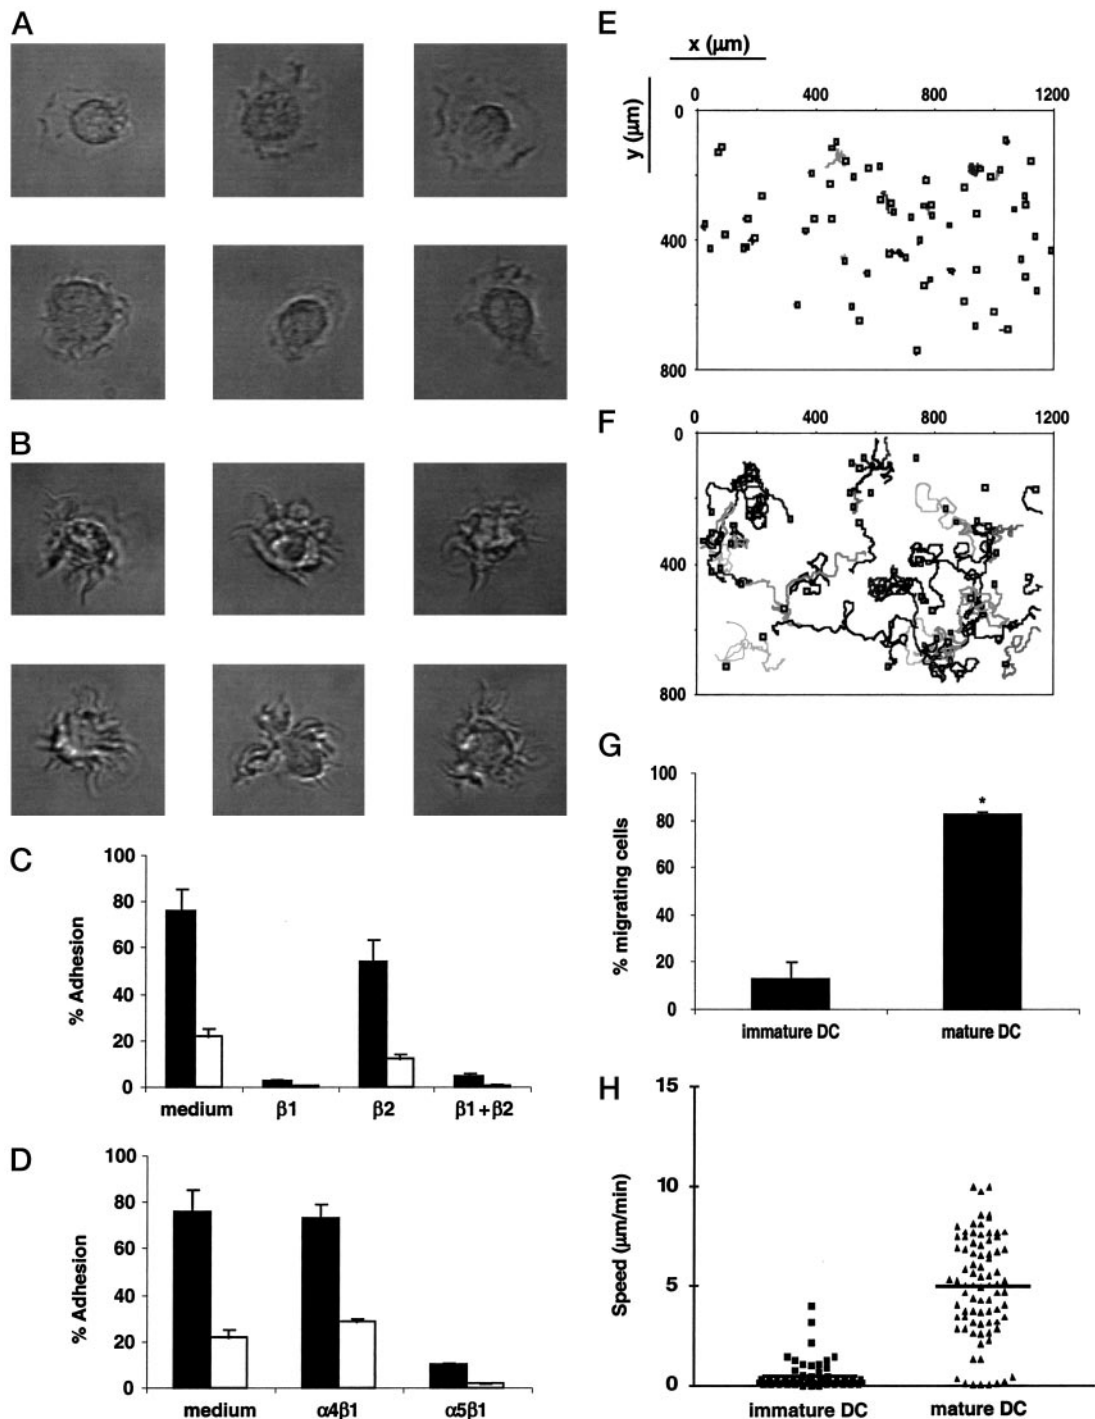 A
B
C
100
80
60
40
20
0
% Adhesion
medium
β1
β2
β1+β2
D
100
80
60
40
20
0
% Adhesion
medium
α4β1
α5β1
E
x (μm)
y (μm)
0
400
800
1200
0
400
800
F
0
400
800
1200
0
400
800
G
100
80
60
40
20
0
% migrating cells
*
immature DC
mature DC
H
15
10
5
0
Speed (μm/min)
immature DC
mature DC